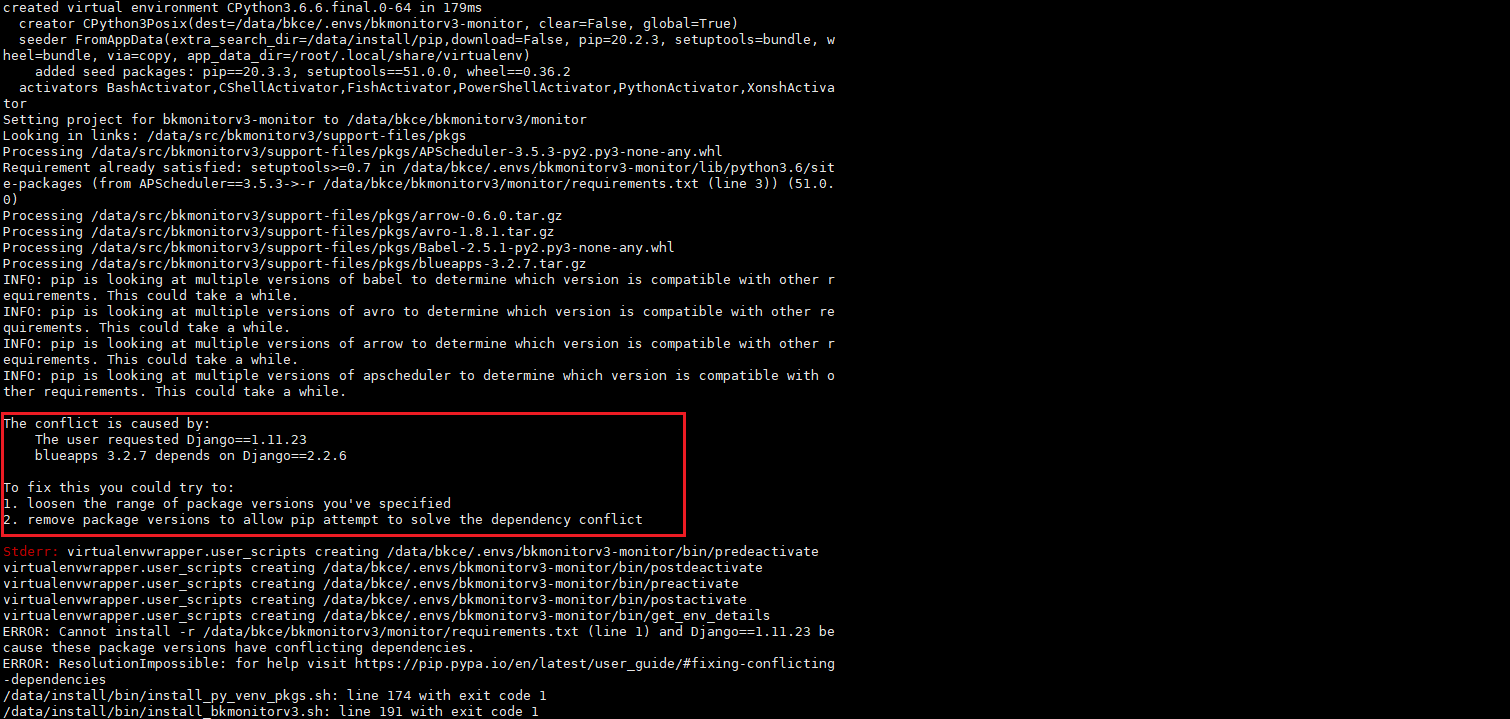 created virtual environment CPython3.6.6.final.0-64 in 179ms
  creator CPython3Posix(dest=/data/bkce/.envs/bkmonitorv3-monitor, clear=False, global=True)
  seeder FromAppData(extra_search_dir=/data/install/pip,download=False, pip=20.2.3, setuptools=bundle, w
heel=bundle, via=copy, app_data_dir=/root/.local/share/virtualenv)
    added seed packages: pip==20.3.3, setuptools==51.0.0, wheel==0.36.2
  activators BashActivator,CShellActivator,FishActivator,PowerShellActivator,PythonActivator,XonshActiva
tor
Setting project for bkmonitorv3-monitor to /data/bkce/bkmonitorv3/monitor
Looking in links: /data/src/bkmonitorv3/support-files/pkgs
Processing /data/src/bkmonitorv3/support-files/pkgs/APScheduler-3.5.3-py2.py3-none-any.whl
Requirement already satisfied: setuptools>=0.7 in /data/bkce/.envs/bkmonitorv3-monitor/lib/python3.6/sit
e-packages (from APScheduler==3.5.3->-r /data/bkce/bkmonitorv3/monitor/requirements.txt (line 3)) (51.0.
0)
Processing /data/src/bkmonitorv3/support-files/pkgs/arrow-0.6.0.tar.gz
Processing /data/src/bkmonitorv3/support-files/pkgs/avro-1.8.1.tar.gz
Processing /data/src/bkmonitorv3/support-files/pkgs/Babel-2.5.1-py2.py3-none-any.whl
Processing /data/src/bkmonitorv3/support-files/pkgs/blueapps-3.2.7.tar.gz
INFO: pip is looking at multiple versions of babel to determine which version is compatible with other r
equirements. This could take a while.
INFO: pip is looking at multiple versions of avro to determine which version is compatible with other re
quirements. This could take a while.
INFO: pip is looking at multiple versions of arrow to determine which version is compatible with other r
equirements. This could take a while.
INFO: pip is looking at multiple versions of apscheduler to determine which version is compatible with o
ther requirements. This could take a while.
The conflict is caused by:
    The user requested Django==1.11.23
    blueapps 3.2.7 depends on Django==2.2.6
To fix this you could try to:
1. loosen the range of package versions you've specified
2. remove package versions to allow pip attempt to solve the dependency conflict
Stderr: virtualenvwrapper.user_scripts creating /data/bkce/.envs/bkmonitorv3-monitor/bin/predeactivate
virtualenvwrapper.user_scripts creating /data/bkce/.envs/bkmonitorv3-monitor/bin/postdeactivate
virtualenvwrapper.user_scripts creating /data/bkce/.envs/bkmonitorv3-monitor/bin/preactivate
virtualenvwrapper.user_scripts creating /data/bkce/.envs/bkmonitorv3-monitor/bin/postactivate
virtualenvwrapper.user_scripts creating /data/bkce/.envs/bkmonitorv3-monitor/bin/get_env_details
ERROR: Cannot install -r /data/bkce/bkmonitorv3/monitor/requirements.txt (line 1) and Django==1.11.23 be
cause these package versions have conflicting dependencies.
ERROR: ResolutionImpossible: for help visit https://pip.pypa.io/en/latest/user_guide/#fixing-conflicting
-dependencies
/data/install/bin/install_py_venv_pkgs.sh: line 174 with exit code 1
/data/install/bin/install_bkmonitorv3.sh: line 191 with exit code 1